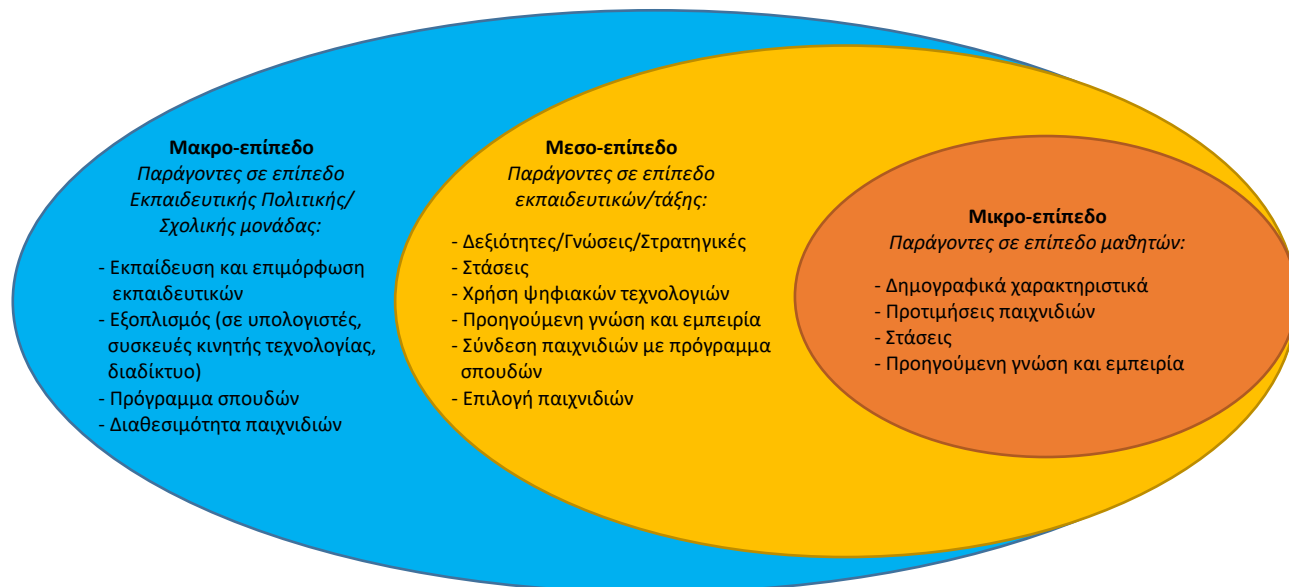 Μακρο-επίπεδο
Παράγοντες σε επίπεδο
Εκπαιδευτικής Πολιτικής/
Σχολικής μονάδας:
- Εκπαίδευση και επιμόρφωση
εκπαιδευτικών
- Εξοπλισμός (σε υπολογιστές,
συσκευές κινητής τεχνολογίας,
διαδίκτυο)
- Πρόγραμμα σπουδών
- Διαθεσιμότητα παιχνιδιών
Μεσο-επίπεδο
Παράγοντες σε επίπεδο
εκπαιδευτικών/τάξης:
- Δεξιότητες/Γνώσεις/Στρατηγικές
- Στάσεις
- Χρήση ψηφιακών τεχνολογιών
- Προηγούμενη γνώση και εμπειρία
- Σύνδεση παιχνιδιών με πρόγραμμα
σπουδών
- Επιλογή παιχνιδιών
Μικρο-επίπεδο
Παράγοντες σε επίπεδο μαθητών:
- Δημογραφικά χαρακτηριστικά
- Προτιμήσεις παιχνιδιών
- Στάσεις
- Προηγούμενη γνώση και εμπειρία